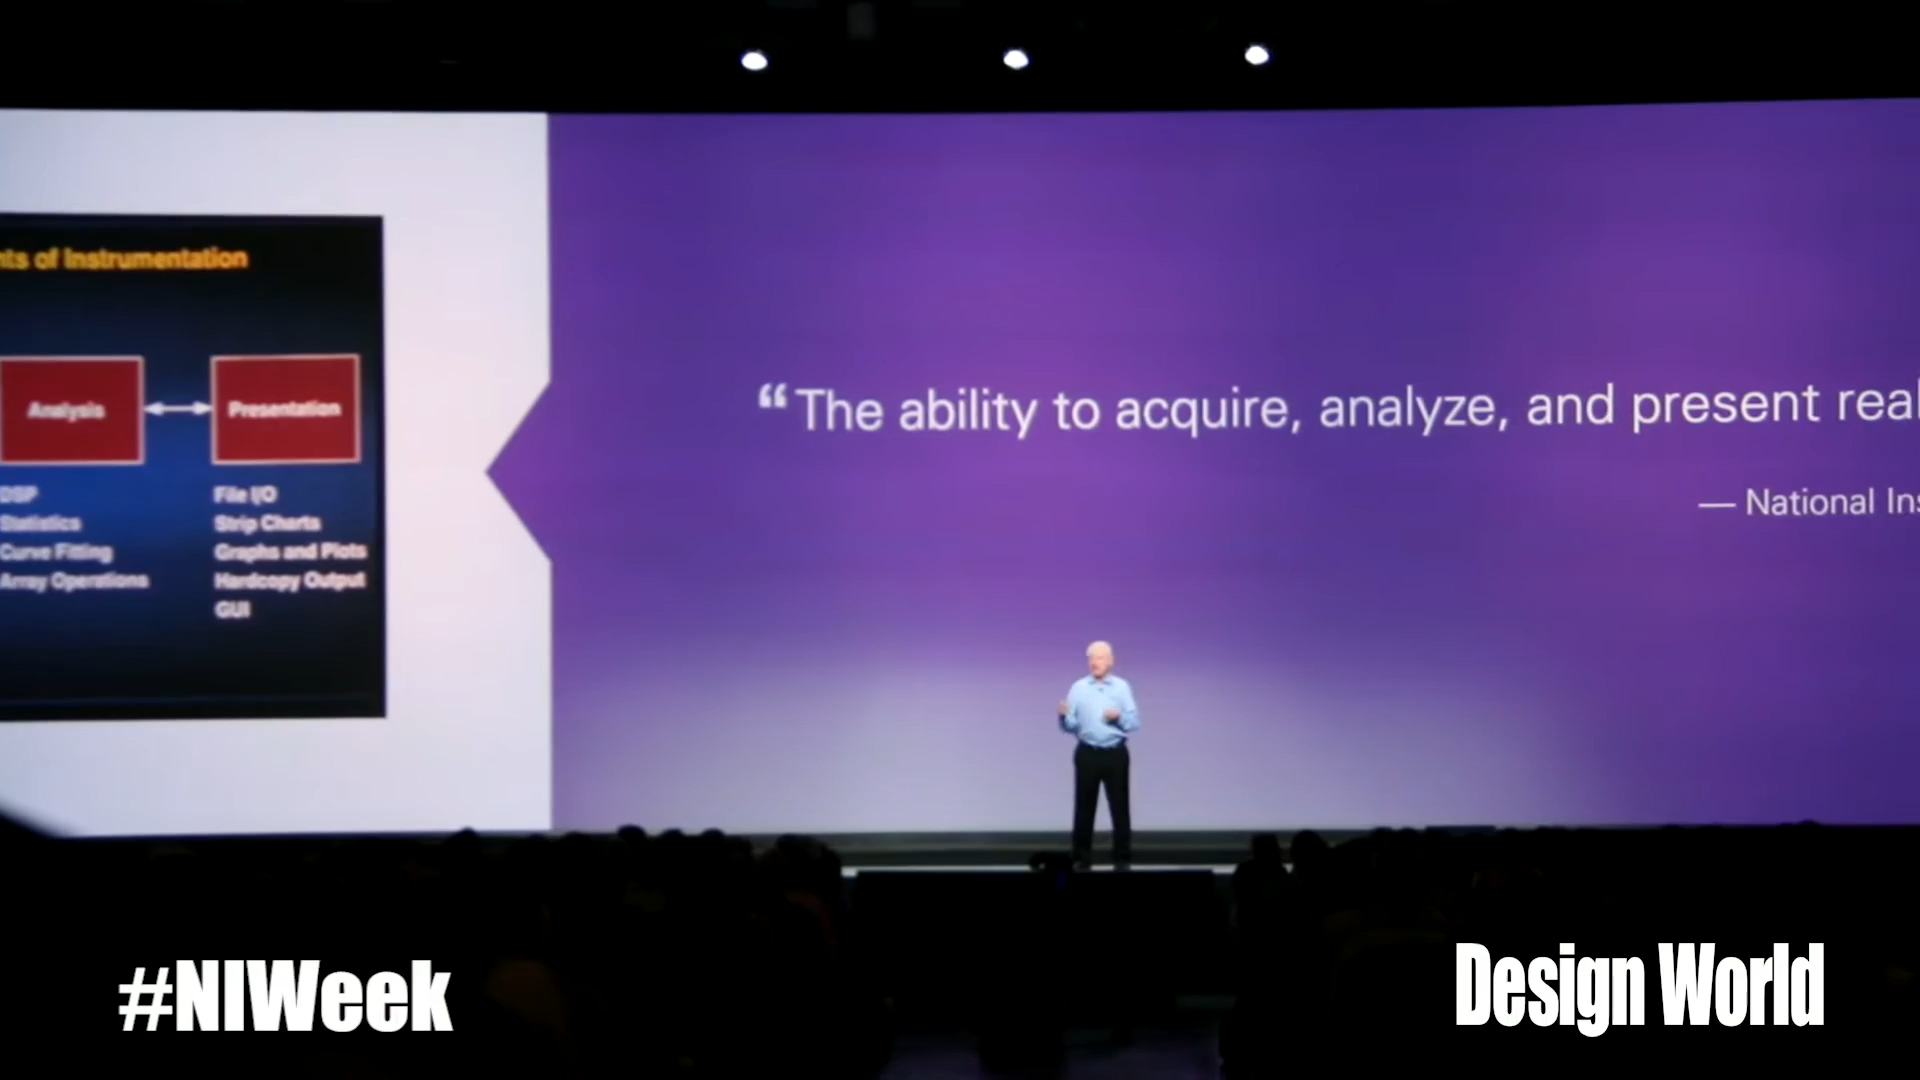 nts of Instrumentation
Analysis
Presentation
DSP
Statistics
Curve Fitting
Array Operations
File I/O
Strip Charts
Graphs and Plots
Hardcopy Output
GUI
“The ability to acquire, analyze, and present real
— National Ins
#NIWeek
Design World